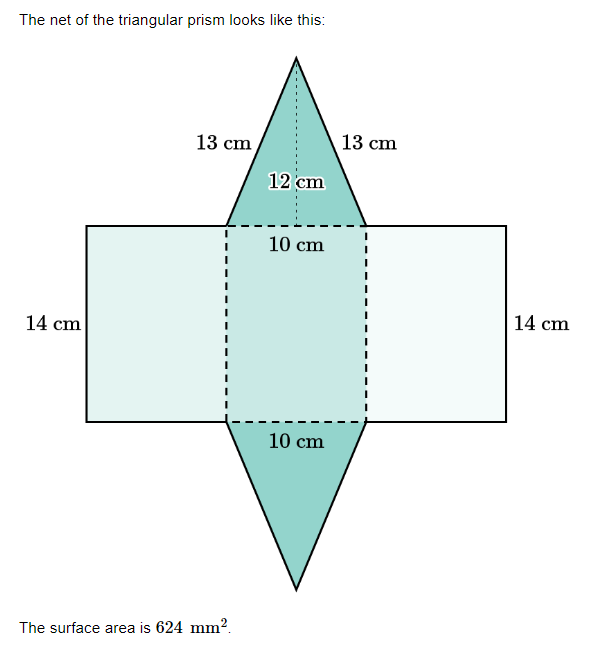 The net of the triangular prism looks like this:
13 cm 13 cm
12 cm
10 cm
14 cm 14 cm
10 cm
The surface area is 624 mm².